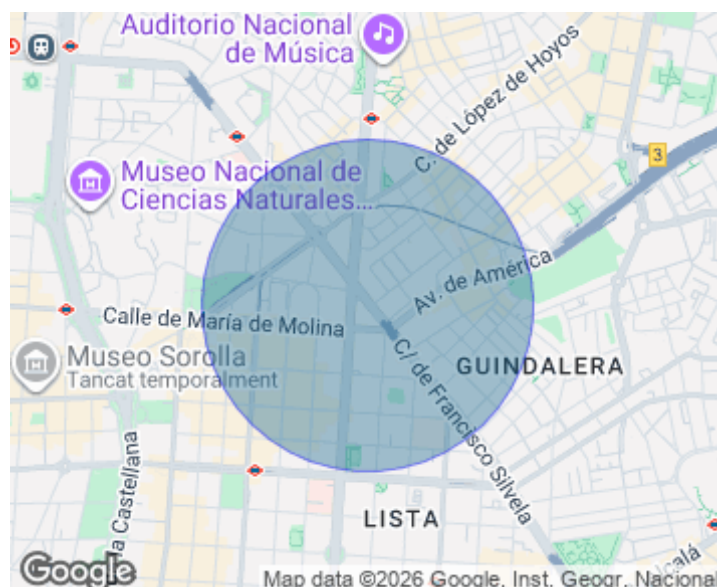 Auditorio Nacional
de Música
C. de López de Hoyos
3
Museo Nacional de
Ciencias Naturales...
Av. de América
Calle de María de Molina
Museo Sorolla
Tancat temporalment
GUINDALERA
C/ de Francisco Silvela
la Castellana
LISTA
Alcalá
Google
Map data ©2026 Google, Inst. Geogr. Nacional